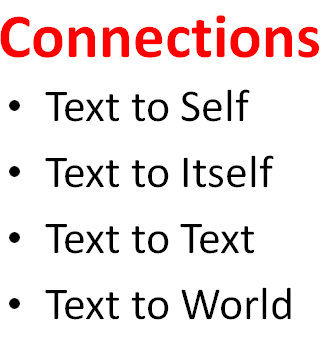 Connections
• Text to Self
• Text to Itself
• Text to Text
• Text to World